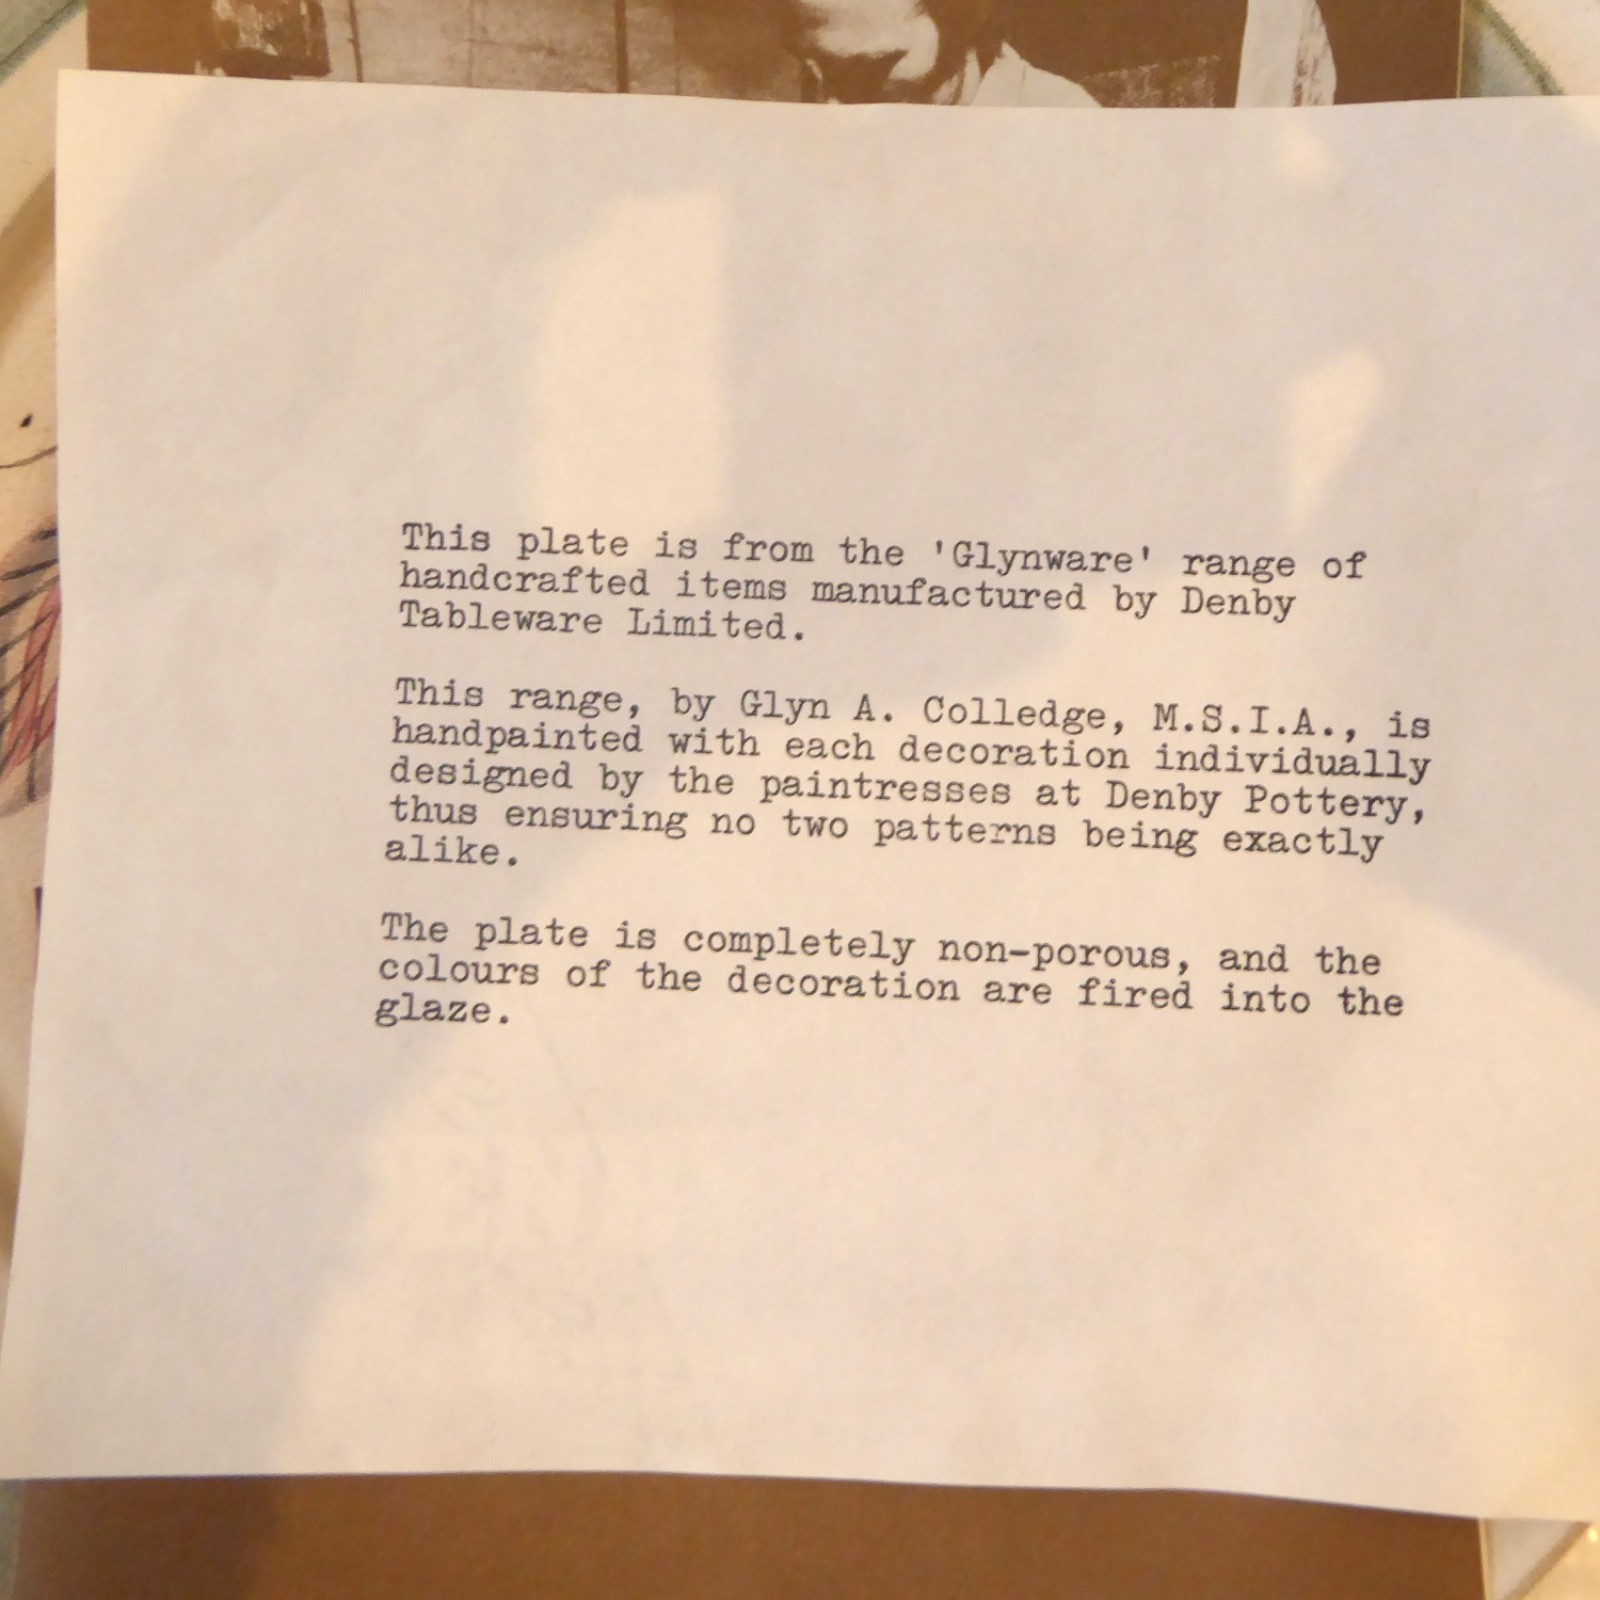 This plate is from the 'Glynware' range of
handcrafted items manufactured by Denby
Tableware Limited.
This range, by Glyn A. Colledge, M.S.I.A., is
handpainted with each decoration individually
designed by the paintresses at Denby Pottery,
thus ensuring no two patterns being exactly
alike.
The plate is completely non-porous, and the
colours of the decoration are fired into the
glaze.